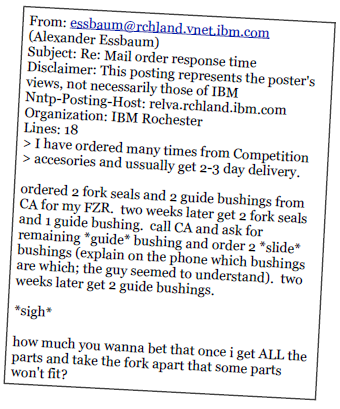 From: essbaum@rchland.vnet.ibm.com
(Alexander Essbaum)
Subject: Re: Mail order response time
Disclaimer: This posting represents the poster's
views, not necessarily those of IBM
Nntp-Posting-Host: relva.rchland.ibm.com
Organization: IBM Rochester
Lines: 18
> I have ordered many times from Competition
> accesories and ussually get 2-3 day delivery.

ordered 2 fork seals and 2 guide bushings from
CA for my FZR. two weeks later get 2 fork seals
and 1 guide bushing. call CA and ask for
remaining *guide* bushing and order 2 *slide*
bushings (explain on the phone which bushings
are which; the guy seemed to understand). two
weeks later get 2 guide bushings.

*sigh*

how much you wanna bet that once i get ALL the
parts and take the fork apart that some parts
won't fit?